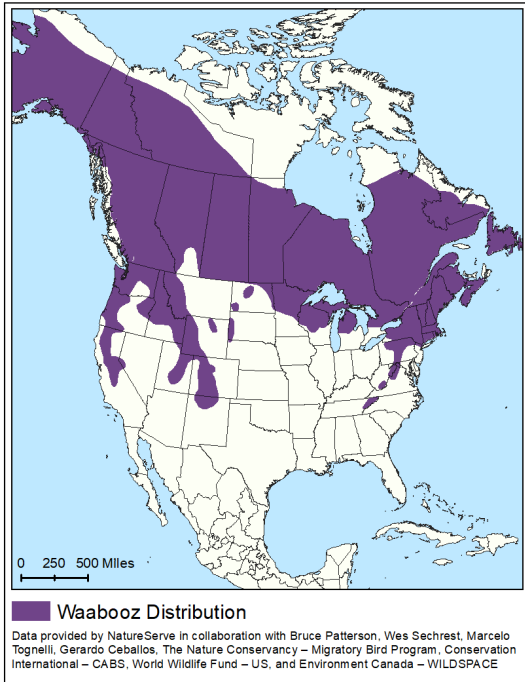 0 250 500 MIles
Waabooz Distribution
Data provided by NatureServe in collaboration with Bruce Patterson, Wes Sechrest, Marcelo
Tognelli, Gerardo Ceballos, The Nature Conservancy – Migratory Bird Program, Conservation
International – CABS, World Wildlife Fund – US, and Environment Canada – WILDSPACE